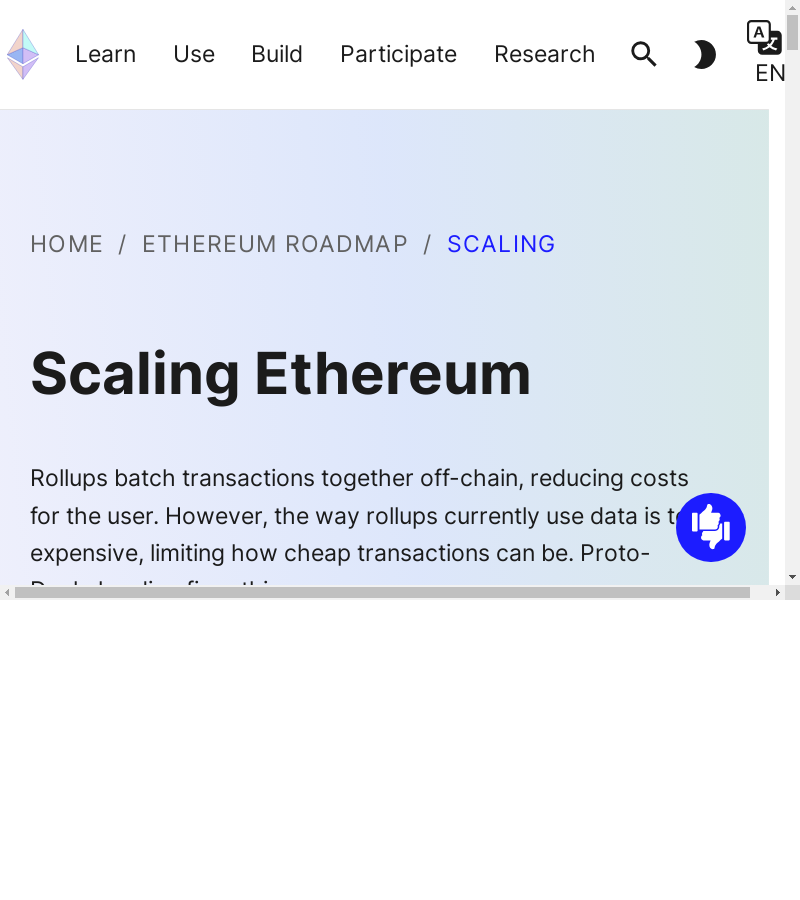 Learn Use Build Participate Research
EN
HOME / ETHEREUM ROADMAP / SCALING
Scaling Ethereum
Rollups batch transactions together off-chain, reducing costs
for the user. However, the way rollups currently use data is
expensive, limiting how cheap transactions can be. Proto-